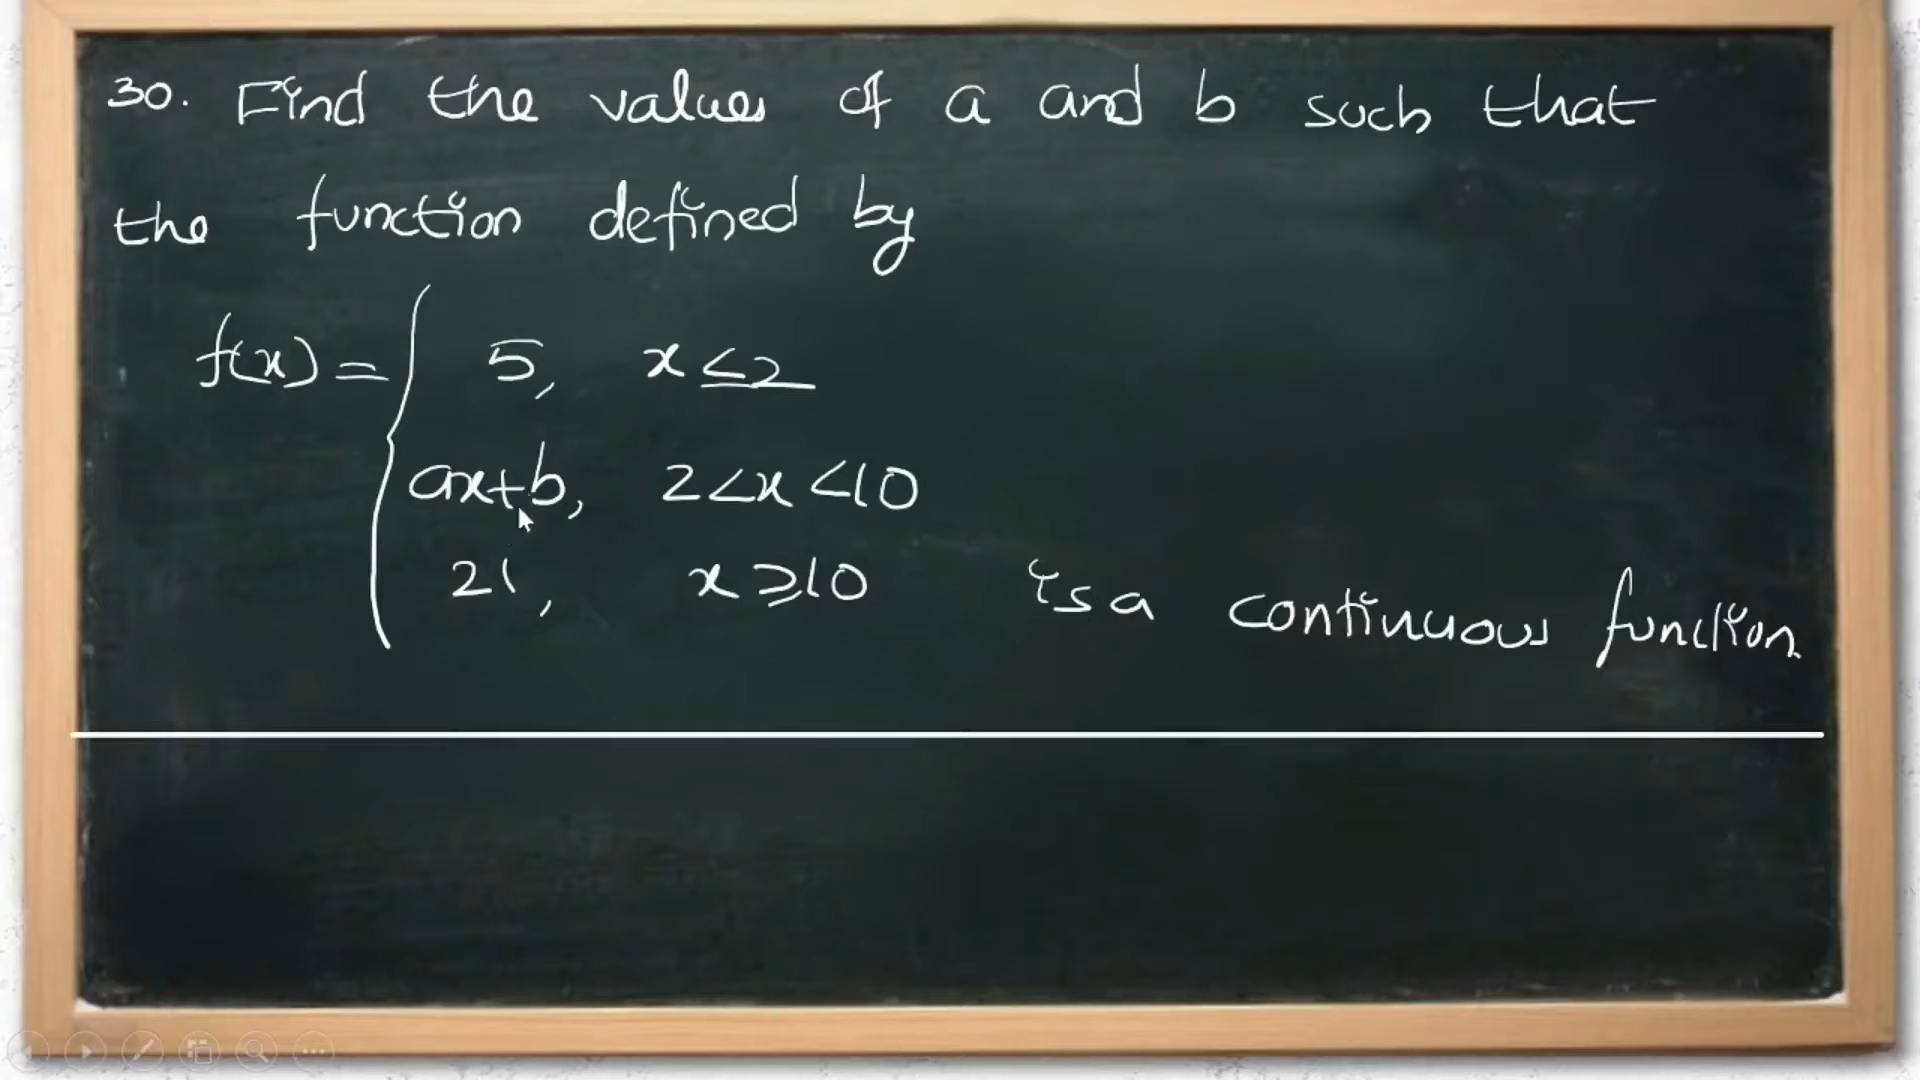 30. Find the values of a and b such that
the function defined by
f(x) = { 5, x ≤ 2
ax+b, 2 < x < 10
21, x ≥ 10 is a continuous function.